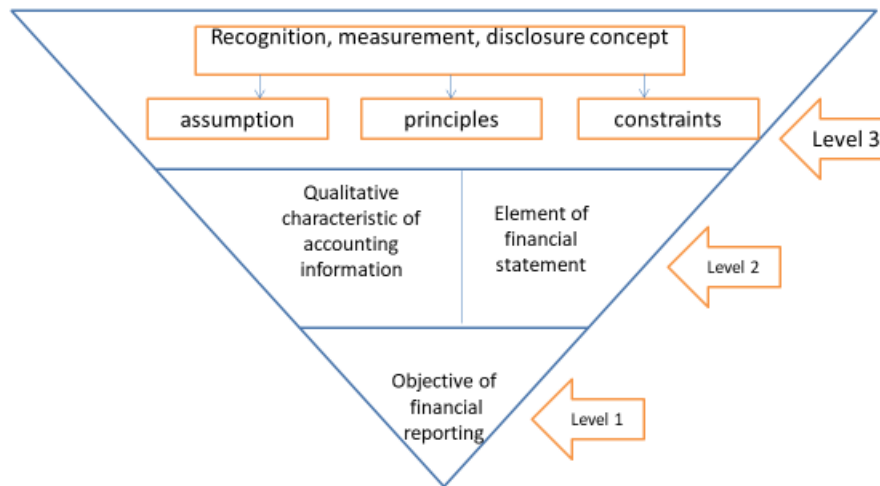 Recognition, measurement, disclosure concept
assumption
principles
constraints
Level 3
Qualitative
characteristic of
accounting
information
Element of
financial
statement
Level 2
Objective of
financial
reporting
Level 1